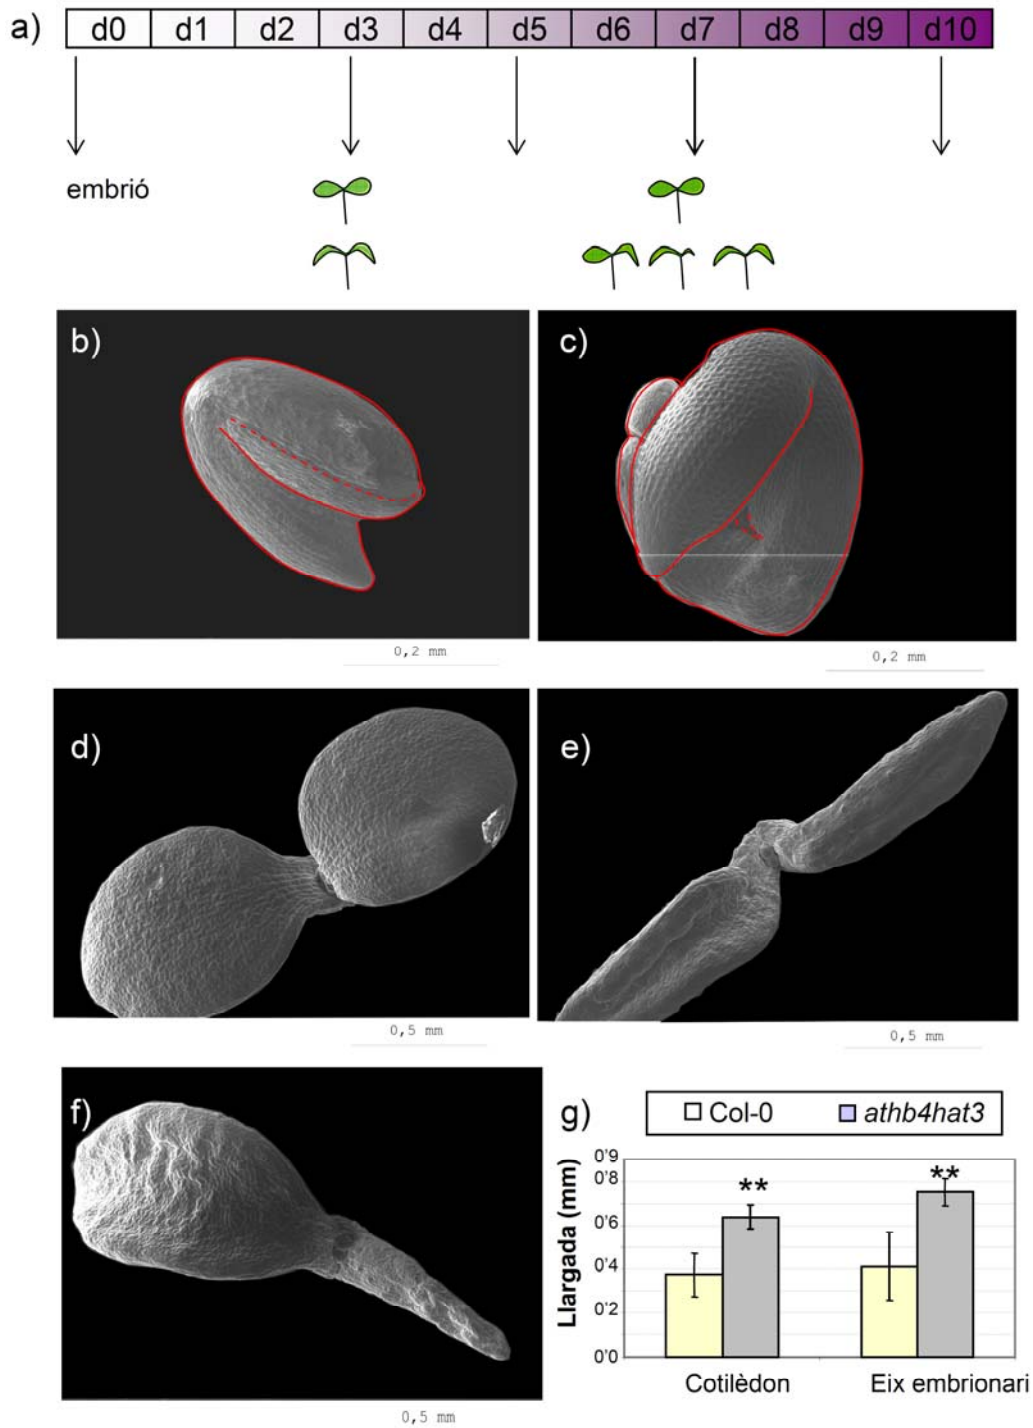 a)
d0 d1 d2 d3 d4 d5 d6 d7 d8 d9 d10
embrió
b)
c)
0,2 mm
0,2 mm
d)
e)
0,5 mm
0,5 mm
f)
0,5 mm
g)
Col-0 athb4hat3
Llargada (mm)
0'9
0'8
0'6
0'4
0'2
0'0
**
**
Cotilèdon Eix embrionari